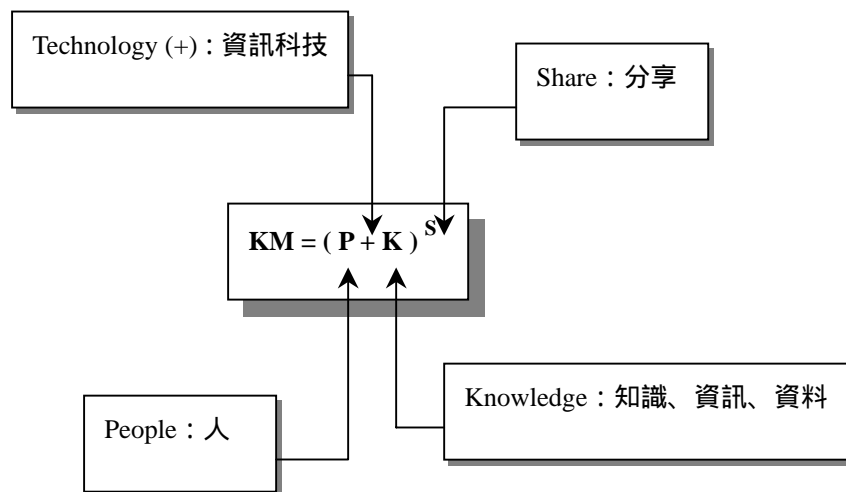 Technology (+)：資訊科技
Share：分享
KM = ( P + K ) S
Knowledge：知識、資訊、資料
People：人